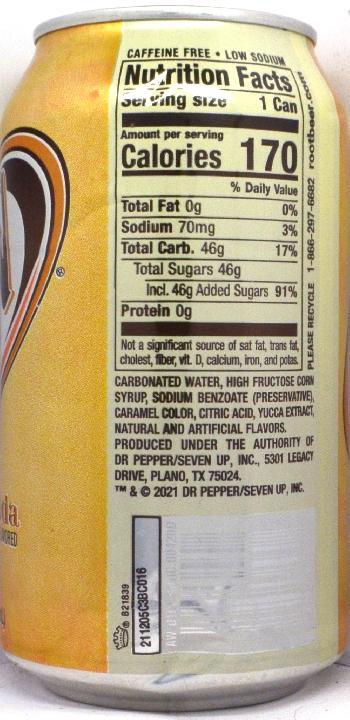 CAFFEINE FREE • LOW SODIUM
Nutrition Facts
Serving size 1 Can
Amount per serving
Calories 170
% Daily Value
Total Fat 0g 0%
Sodium 70mg 3%
Total Carb. 46g 17%
Total Sugars 46g
Incl. 46g Added Sugars 91%
Protein 0g
Not a significant source of sat fat, trans fat,
cholest, fiber, vit. D, calcium, iron, and potas.
PLEASE RECYCLE 1-866-297-6682 rootbeer.com
CARBONATED WATER, HIGH FRUCTOSE CORN
SYRUP, SODIUM BENZOATE (PRESERVATIVE),
CARAMEL COLOR, CITRIC ACID, YUCCA EXTRACT,
NATURAL AND ARTIFICIAL FLAVORS.
PRODUCED UNDER THE AUTHORITY OF
DR PEPPER/SEVEN UP, INC., 5301 LEGACY
DRIVE, PLANO, TX 75024.
™ & © 2021 DR PEPPER/SEVEN UP, INC.
® 821839
211205C3BC016
da
®